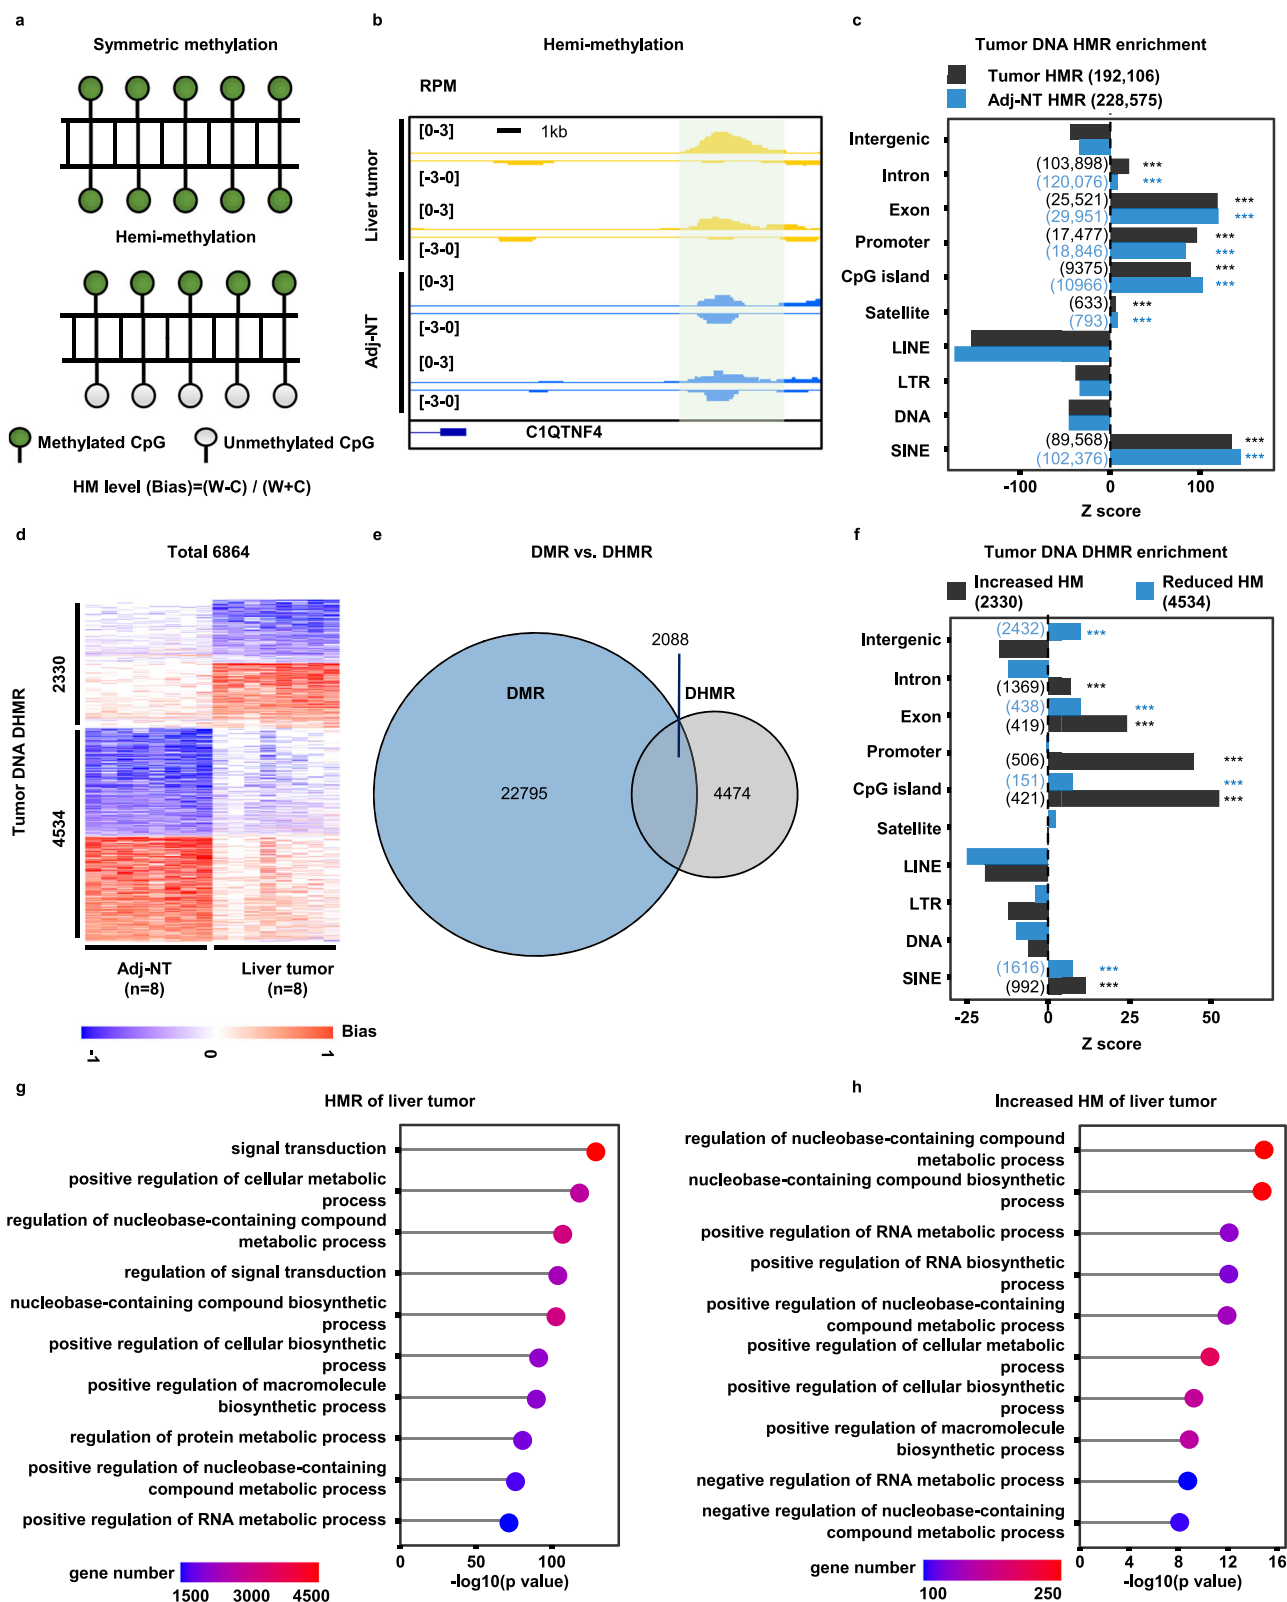 a
Symmetric methylation
Hemi-methylation
Methylated CpG
Unmethylated CpG
HM level (Bias)=(W-C) / (W+C)
b
Hemi-methylation
RPM
Liver tumor
Adj-NT
[0-3]
1kb
[-3-0]
[0-3]
[-3-0]
[0-3]
[-3-0]
[0-3]
[-3-0]
C1QTNF4
c
Tumor DNA HMR enrichment
Tumor HMR (192,106)
Adj-NT HMR (228,575)
Intergenic
Intron
(103,898)
***
(120,076)
***
Exon
(25,521)
***
(29,951)
***
Promoter
(17,477)
***
(18,846)
***
CpG island
(9375)
***
(10966)
***
Satellite
(633)
***
(793)
***
LINE
LTR
DNA
SINE
(89,568)
***
(102,376)
***
-100
0
100
Z score
d
Total 6864
Tumor DNA DHMR
2330
4534
Adj-NT
(n=8)
Liver tumor
(n=8)
-1
0
1
Bias
e
DMR vs. DHMR
2088
DMR
DHMR
22795
4474
f
Tumor DNA DHMR enrichment
Increased HM
(2330)
Reduced HM
(4534)
Intergenic
(2432)
***
Intron
(1369)
***
Exon
(438)
***
(419)
***
Promoter
(506)
***
CpG island
(151)
***
(421)
***
Satellite
LINE
LTR
DNA
SINE
(1616)
***
(992)
***
-25
0
25
50
Z score
g
HMR of liver tumor
signal transduction
positive regulation of cellular metabolic
process
regulation of nucleobase-containing compound
metabolic process
regulation of signal transduction
nucleobase-containing compound biosynthetic
process
positive regulation of cellular biosynthetic
process
positive regulation of macromolecule
biosynthetic process
regulation of protein metabolic process
positive regulation of nucleobase-containing
compound metabolic process
positive regulation of RNA metabolic process
0
50
100
-log10(p value)
gene number
1500
3000
4500
h
Increased HM of liver tumor
regulation of nucleobase-containing compound
metabolic process
nucleobase-containing compound biosynthetic
process
positive regulation of RNA metabolic process
positive regulation of RNA biosynthetic
process
positive regulation of nucleobase-containing
compound metabolic process
positive regulation of cellular metabolic
process
positive regulation of cellular biosynthetic
process
positive regulation of macromolecule
biosynthetic process
negative regulation of RNA metabolic process
negative regulation of nucleobase-containing
compound metabolic process
0
4
8
12
16
-log10(p value)
gene number
100
250